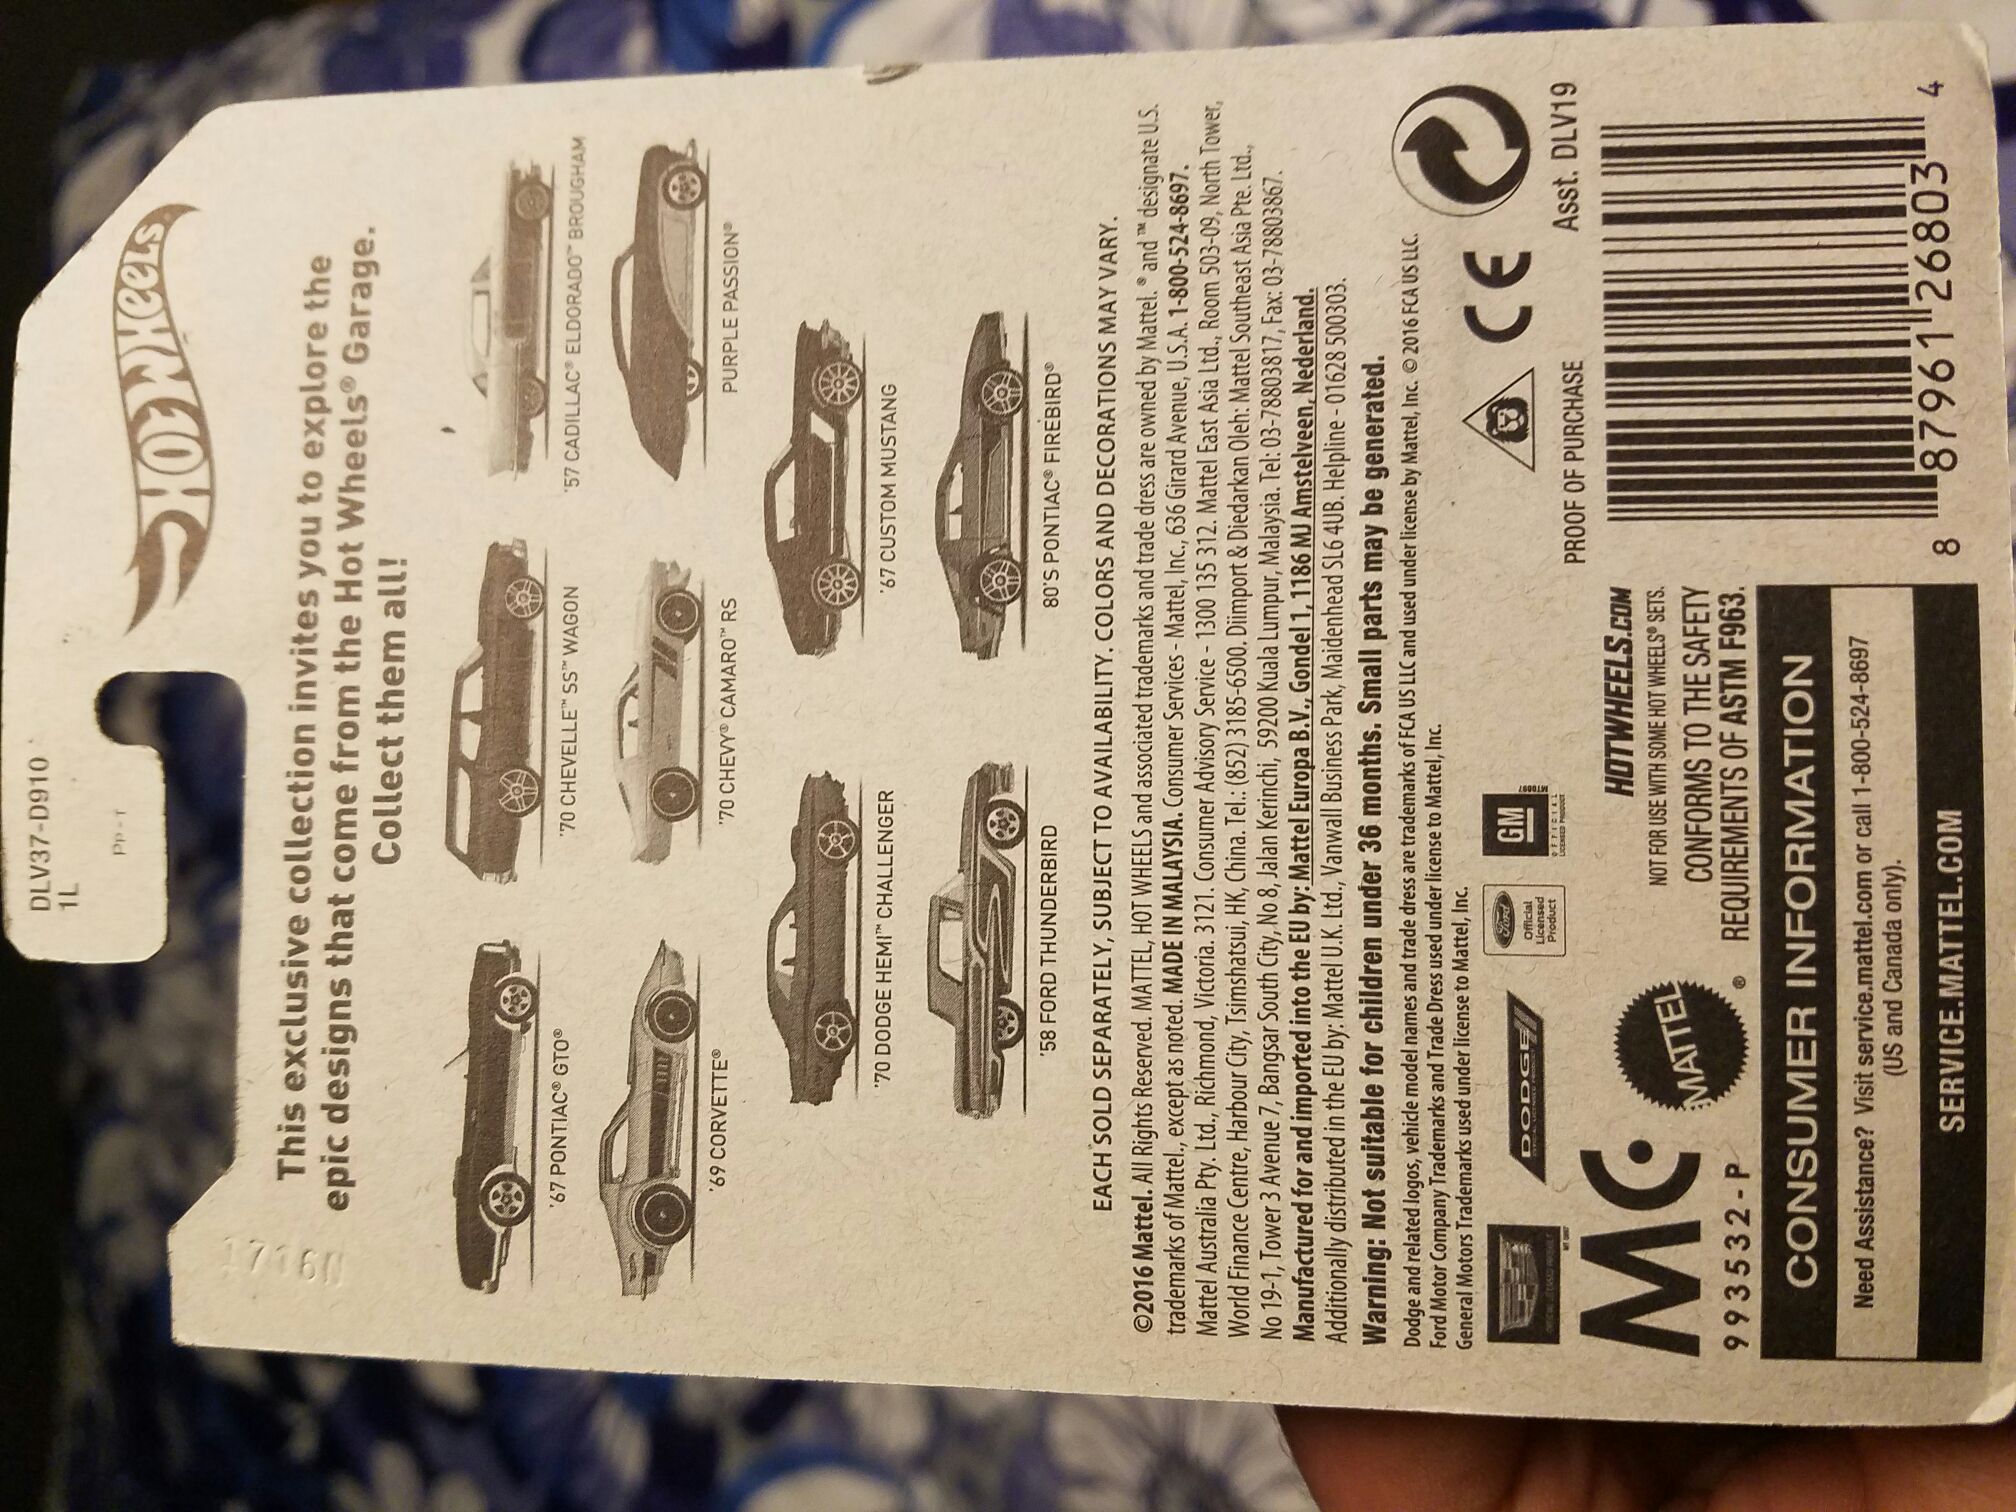 DLV37-D910
1L
HOT WHEELS
1716N
This exclusive collection invites you to explore the
epic designs that come from the Hot Wheels® Garage.
Collect them all!
'67 PONTIAC® GTO®
'70 CHEVELLE™ SS™ WAGON
'57 CADILLAC® ELDORADO™ BROUGHAM
'69 CORVETTE®
'70 CHEVY® CAMARO™ RS
PURPLE PASSION®
'70 DODGE HEMI™ CHALLENGER
'67 CUSTOM MUSTANG
'58 FORD THUNDERBIRD
80'S PONTIAC® FIREBIRD®
EACH SOLD SEPARATELY, SUBJECT TO AVAILABILITY. COLORS AND DECORATIONS MAY VARY.
©2016 Mattel. All Rights Reserved. MATTEL, HOT WHEELS and associated trademarks and trade dress are owned by Mattel. ® and ™ designate U.S.
trademarks of Mattel., except as noted. MADE IN MALAYSIA. Consumer Services - Mattel, Inc., 636 Girard Avenue, U.S.A. 1-800-524-8697.
Mattel Australia Pty. Ltd., Richmond, Victoria. 3121. Consumer Advisory Service - 1300 135 312. Mattel East Asia Ltd., Room 503-09, North Tower,
World Finance Centre, Harbour City, Tsimshatsui, HK, China. Tel.: (852) 3185-6500. Diimport & Diedarkan Oleh: Mattel Southeast Asia Pte. Ltd.,
No 19-1, Tower 3 Avenue 7, Bangsar South City, No 8, Jalan Kerinchi, 59200 Kuala Lumpur, Malaysia. Tel: 03-78803817, Fax: 03-78803867.
Manufactured for and imported into the EU by: Mattel Europa B.V., Gondel 1, 1186 MJ Amstelveen, Nederland.
Additionally distributed in the EU by: Mattel U.K. Ltd., Vanwall Business Park, Maidenhead SL6 4UB. Helpline - 01628 500303.
Warning: Not suitable for children under 36 months. Small parts may be generated.
Dodge and related logos, vehicle model names and trade dress are trademarks of FCA US LLC and used under license by Mattel, Inc. © 2016 FCA US LLC.
Ford Motor Company Trademarks and Trade Dress used under license to Mattel, Inc.
General Motors Trademarks used under license to Mattel, Inc.
DODGE
Ford
Official
Licensed
Product
GM
OFFICIAL
LICENSED PRODUCT
CE
MC
993532-P
MATTEL®
HOTWHEELS.COM
NOT FOR USE WITH SOME HOT WHEELS® SETS.
CONFORMS TO THE SAFETY
REQUIREMENTS OF ASTM F963.
PROOF OF PURCHASE
Asst. DLV19
8 87961 26803 4
CONSUMER INFORMATION
Need Assistance? Visit service.mattel.com or call 1-800-524-8697
(US and Canada only).
SERVICE.MATTEL.COM